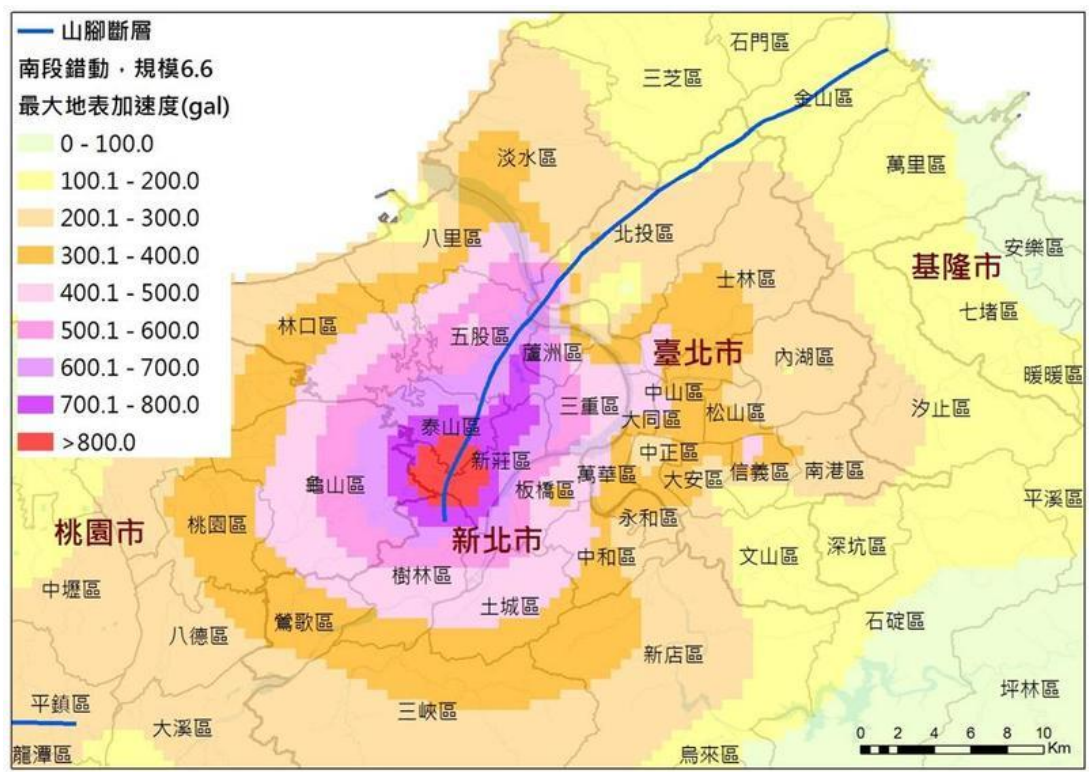 山腳斷層
南段錯動，規模6.6
最大地表加速度(gal)
0 - 100.0
100.1 - 200.0
200.1 - 300.0
300.1 - 400.0
400.1 - 500.0
500.1 - 600.0
600.1 - 700.0
700.1 - 800.0
>800.0
石門區
三芝區
金山區
淡水區
萬里區
八里區
北投區
安樂區
基隆市
士林區
林口區
七堵區
五股區
蘆洲區
臺北市
內湖區
暖暖區
中山區
三重區
大同區
松山區
汐止區
泰山區
中正區
新莊區
萬華區
大安區
信義區
南港區
龜山區
板橋區
平溪區
桃園區
永和區
桃園市
新北市
中和區
文山區
深坑區
中壢區
樹林區
土城區
鶯歌區
八德區
石碇區
新店區
坪林區
平鎮區
三峽區
大溪區
龍潭區
烏來區
0 2 4 6 8 10
Km